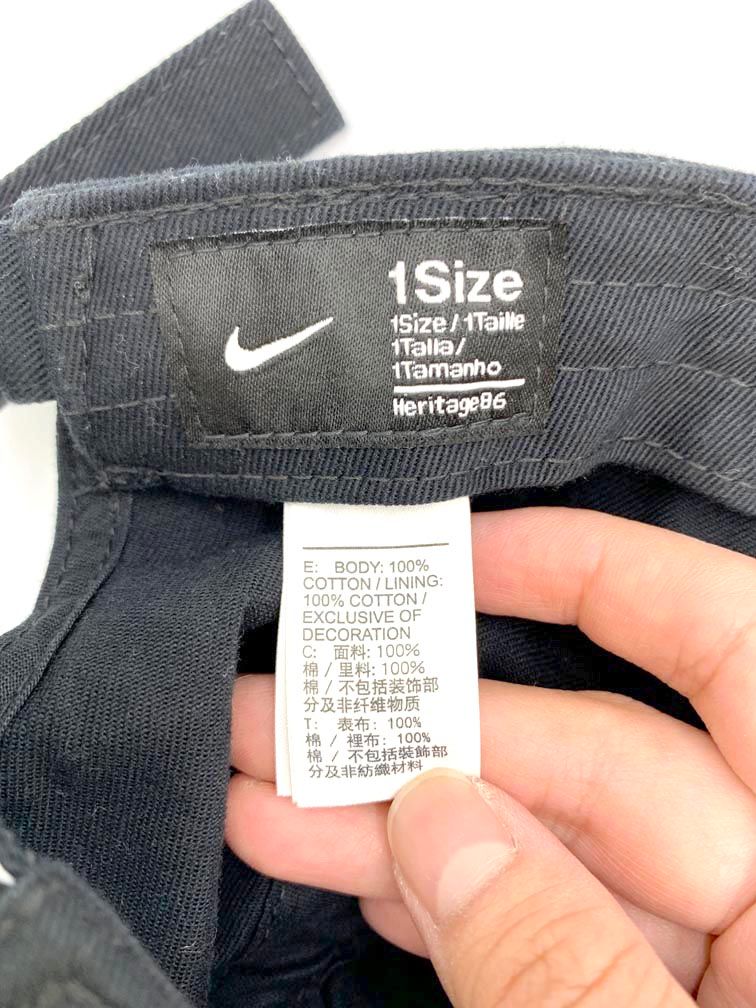 1Size
1Size/1Taille
1Talla/
1Tamanho
Heritage86
E: BODY: 100%
COTTON / LINING:
100% COTTON /
EXCLUSIVE OF
DECORATION
C: 面料: 100%
棉 / 里料: 100%
棉 / 不包括装饰部
分及非纤维物质
T: 表布: 100%
棉 / 裡布: 100%
棉 / 不包括裝飾部
分及非紡織材料